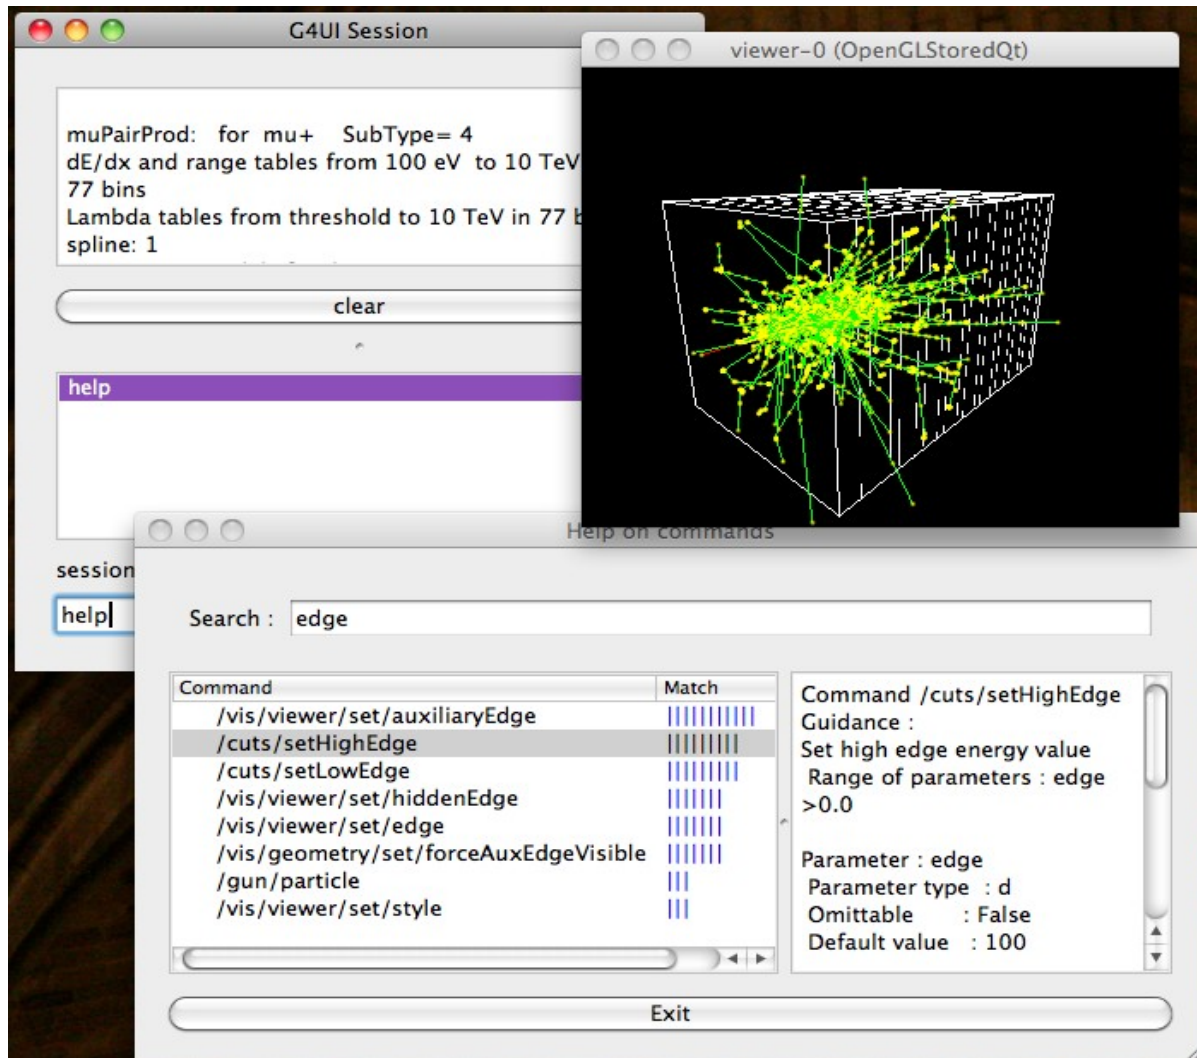 G4UI Session
viewer-0 (OpenGLStoredQt)
muPairProd:   for  mu+    SubType= 4
dE/dx and range tables from 100 eV  to 10 TeV
77 bins
Lambda tables from threshold to 10 TeV in 77
spline: 1
clear
help
session
help
Help on commands
Search :
edge
Command Match
/vis/viewer/set/auxiliaryEdge
/cuts/setHighEdge
/cuts/setLowEdge
/vis/viewer/set/hiddenEdge
/vis/viewer/set/edge
/vis/geometry/set/forceAuxEdgeVisible
/gun/particle
/vis/viewer/set/style
Command /cuts/setHighEdge
Guidance :
Set high edge energy value
Range of parameters : edge
>0.0
Parameter : edge
Parameter type  : d
Omittable       : False
Default value   : 100
Exit